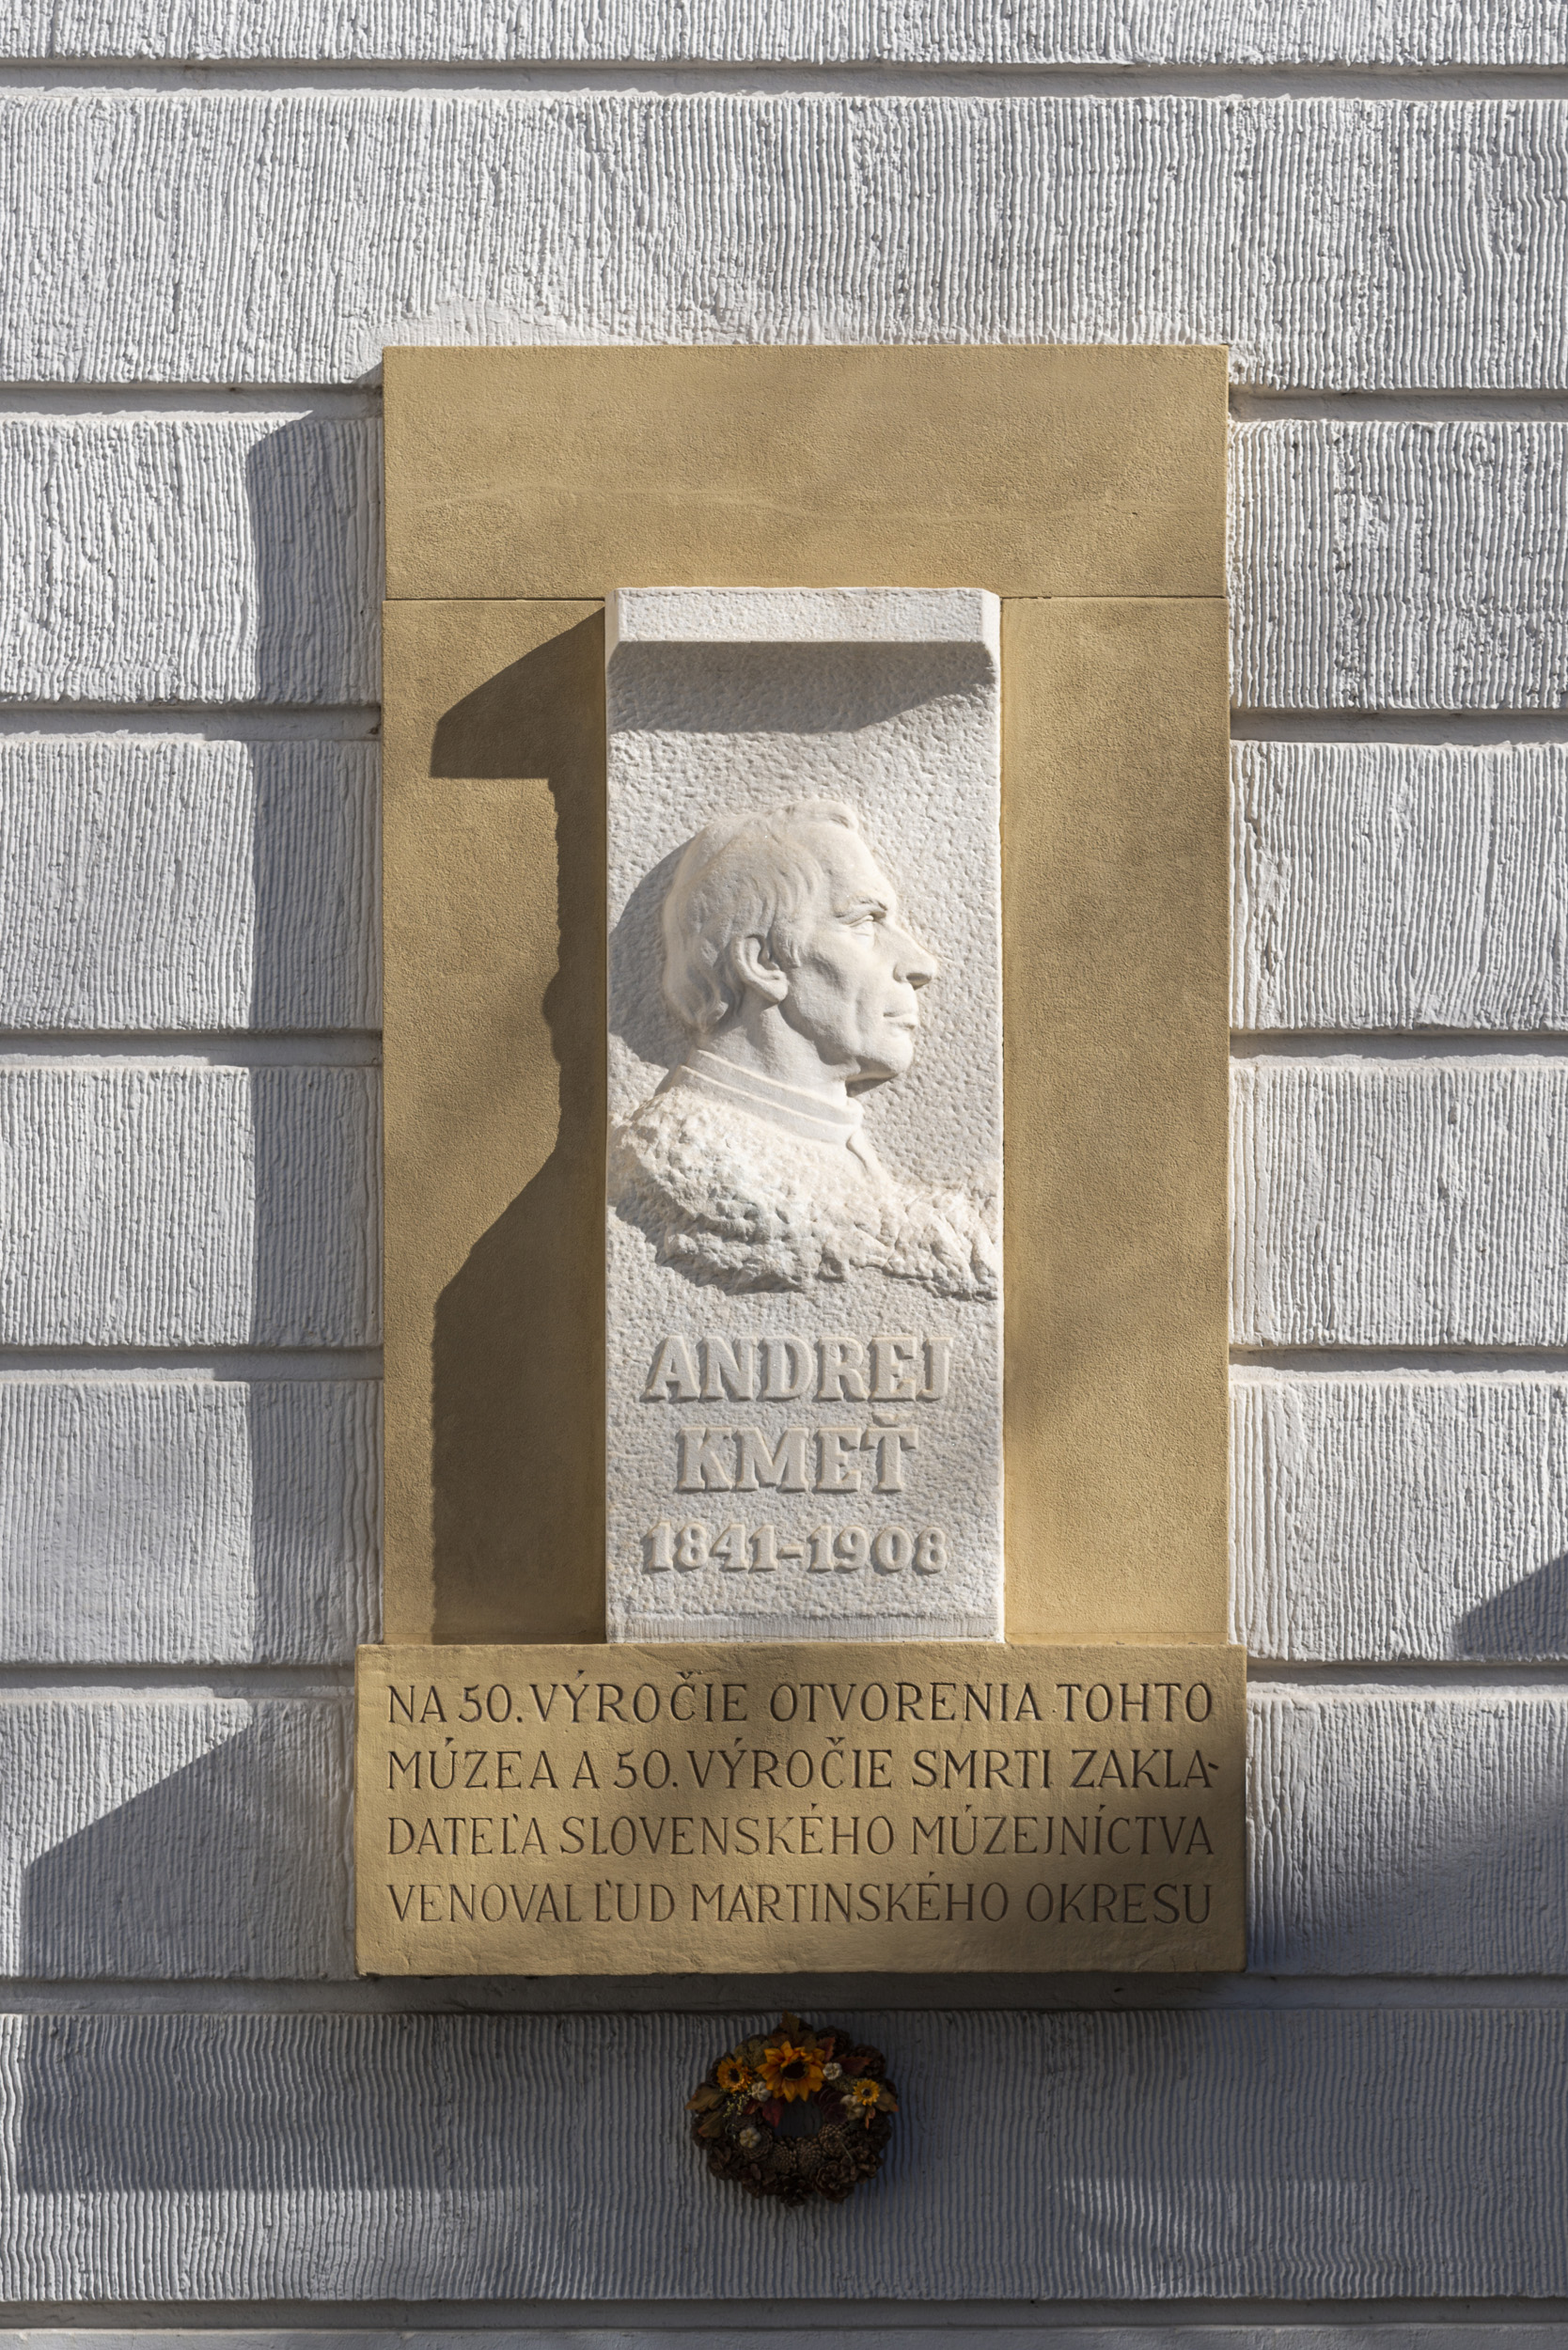 ANDREJ
KMEŤ
1841-1908
NA 50. VÝROČIE OTVORENIA TOHTO
MÚZEA A 50. VÝROČIE SMRTI ZAKLA-
DATEĽA SLOVENSKÉHO MÚZEJNÍCTVA
VENOVAL ĽUD MARTINSKÉHO OKRESU